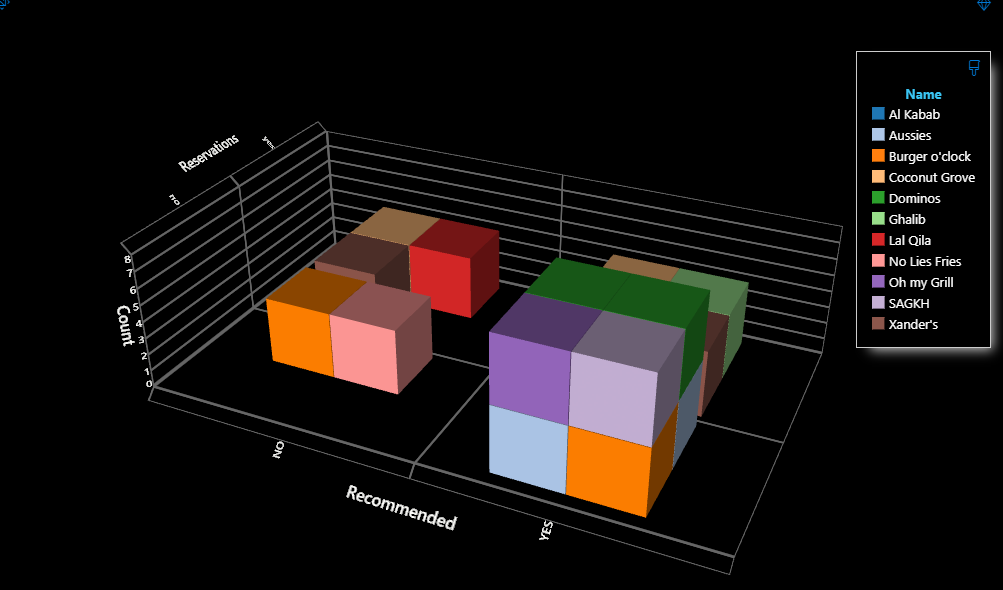 Reservations
yes
no
8
7
6
5
4
3
2
1
0
Count
NO
Recommended
YES
Name
Al Kabab
Aussies
Burger o'clock
Coconut Grove
Dominos
Ghalib
Lal Qila
No Lies Fries
Oh my Grill
SAGKH
Xander's